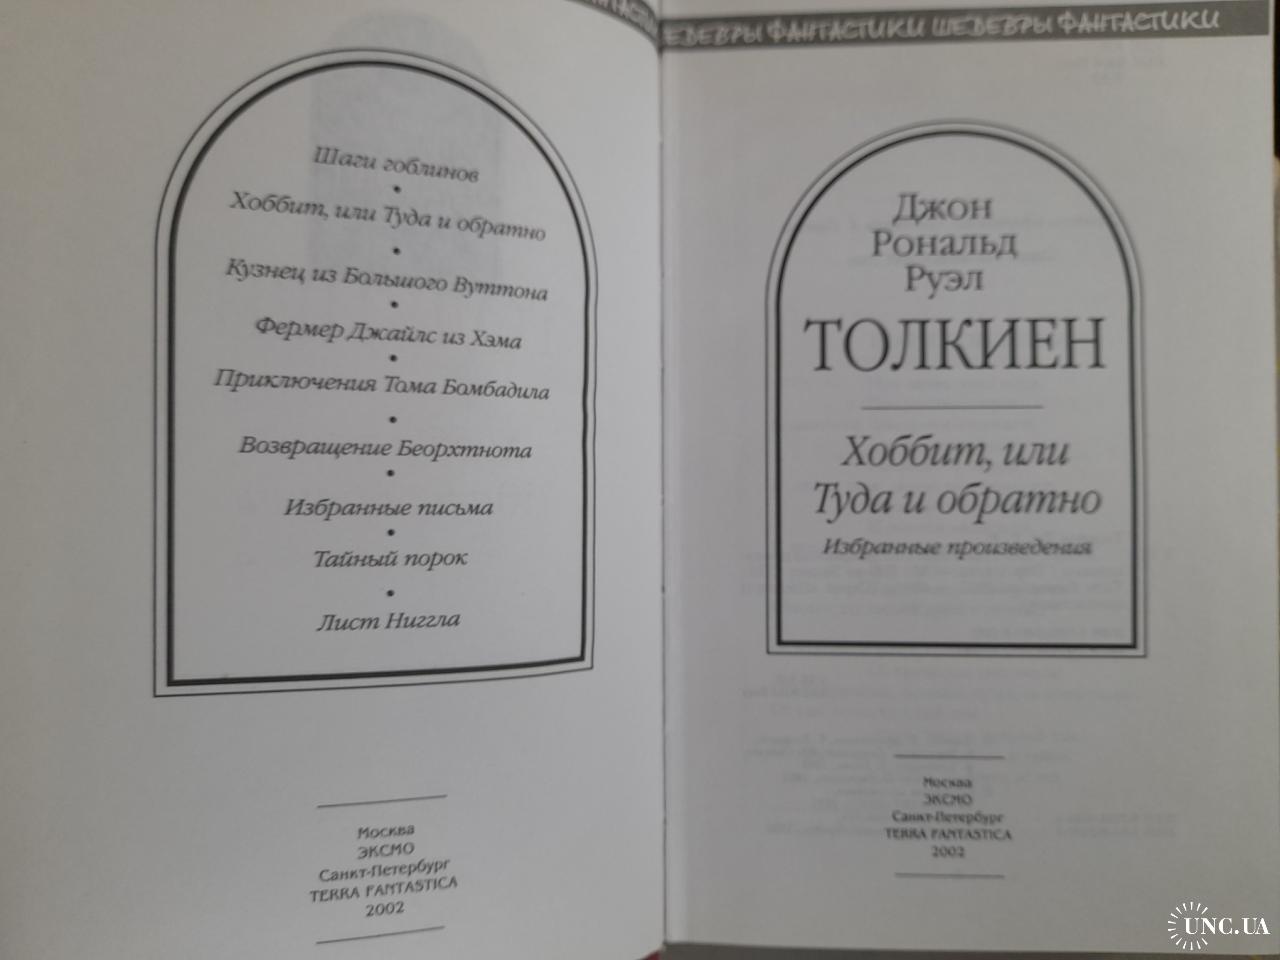 Шаги гоблинов
•
Хоббит, или Туда и обратно
•
Кузнец из Большого Вуттона
•
Фермер Джайлс из Хэма
•
Приключения Тома Бомбадила
•
Возвращение Беорхтнота
•
Избранные письма
•
Тайный порок
•
Лист Ниггла
Москва
ЭКСМО
Санкт-Петербург
TERRA FANTASTICA
2002
ШЕДЕВРЫ ФАНТАСТИКИ ШЕДЕВРЫ ФАНТАСТИКИ
Джон
Рональд
Руэл
ТОЛКИЕН
Хоббит, или
Туда и обратно
Избранные произведения
Москва
ЭКСМО
Санкт-Петербург
TERRA FANTASTICA
2002
UNC.UA